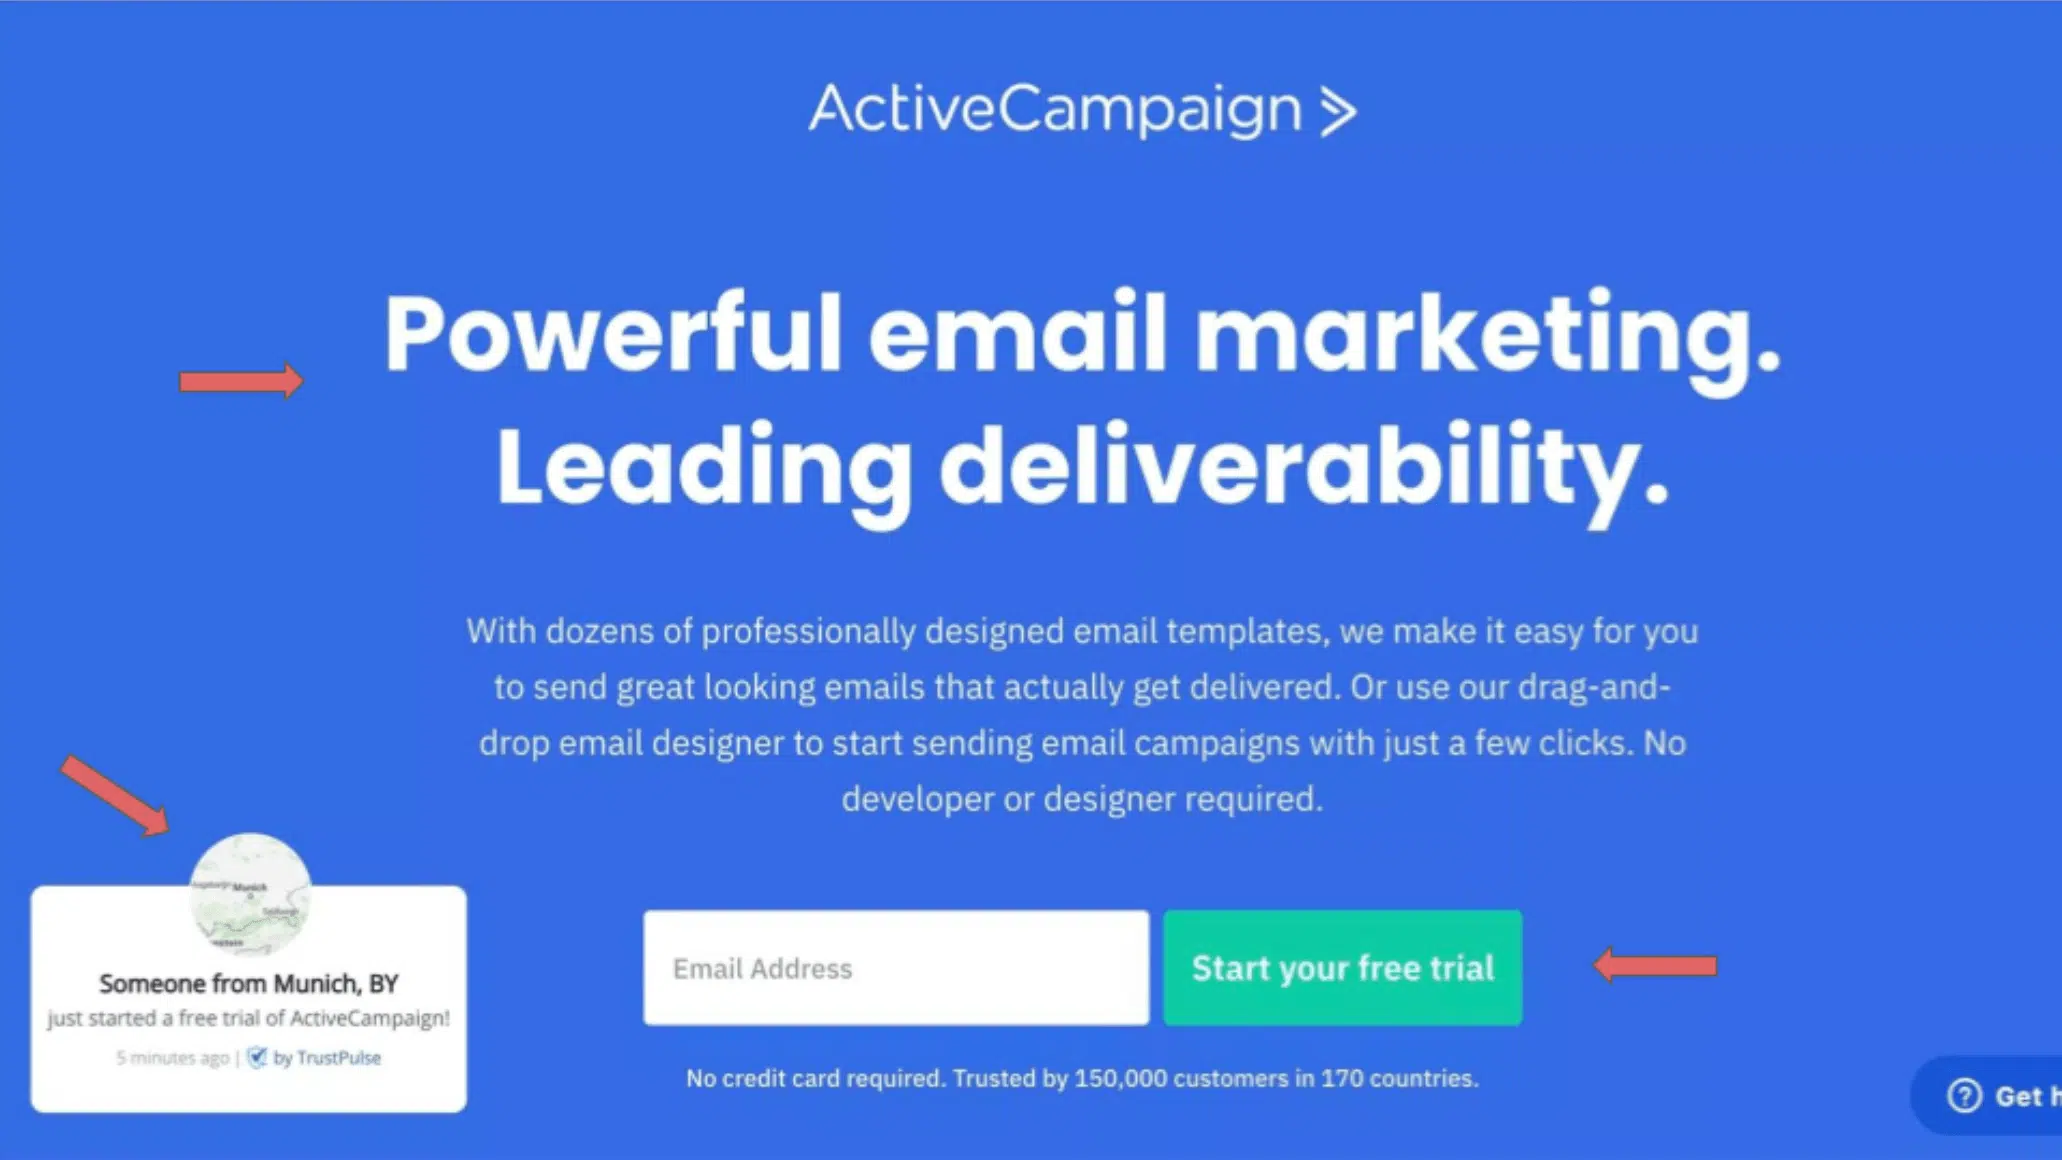 ActiveCampaign
Powerful email marketing.
Leading deliverability.
With dozens of professionally designed email templates, we make it easy for you
to send great looking emails that actually get delivered. Or use our drag-and-
drop email designer to start sending email campaigns with just a few clicks. No
developer or designer required.
Munich
Someone from Munich, BY
just started a free trial of ActiveCampaign!
5 minutes ago | by TrustPulse
Email Address
Start your free trial
No credit card required. Trusted by 150,000 customers in 170 countries.
Get